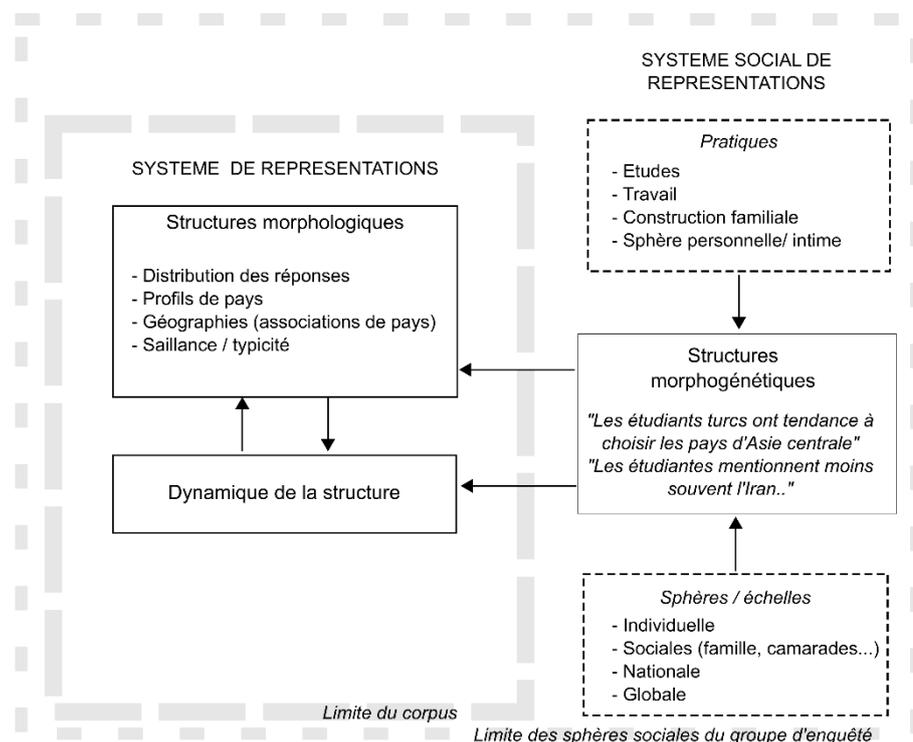 SYSTEME SOCIAL DE
REPRESENTATIONS
Pratiques
- Etudes
- Travail
- Construction familiale
- Sphère personnelle/ intime
SYSTEME DE REPRESENTATIONS
Structures morphologiques
- Distribution des réponses
- Profils de pays
- Géographies (associations de pays)
- Saillance / typicité
Dynamique de la structure
Structures
morphogénétiques
"Les étudiants turcs ont tendance à
choisir les pays d'Asie centrale"
"Les étudiantes mentionnent moins
souvent l'Iran.."
Sphères / échelles
- Individuelle
- Sociales (famille, camarades...)
- Nationale
- Globale
Limite du corpus
Limite des sphères sociales du groupe d'enquêté